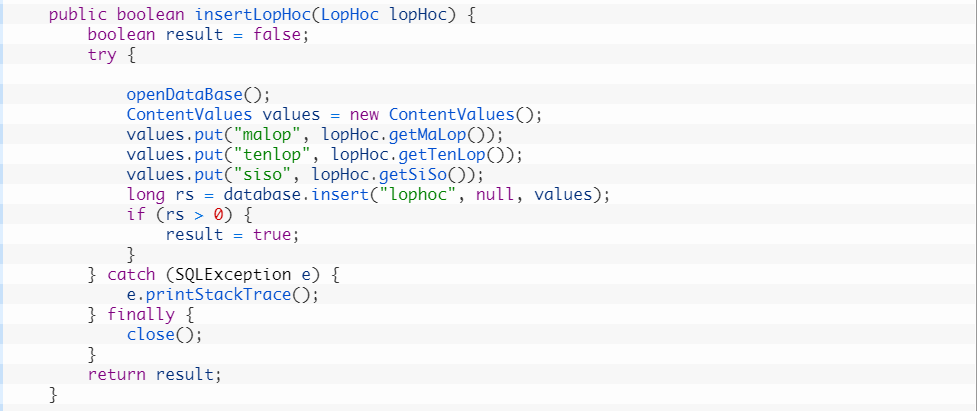 public boolean insertLopHoc(LopHoc lopHoc) {
boolean result = false;
try {
openDataBase();
ContentValues values = new ContentValues();
values.put("malop", lopHoc.getMaLop());
values.put("tenlop", lopHoc.getTenLop());
values.put("siso", lopHoc.getSiSo());
long rs = database.insert("lophoc", null, values);
if (rs > 0) {
result = true;
}
} catch (SQLException e) {
e.printStackTrace();
} finally {
close();
}
return result;
}